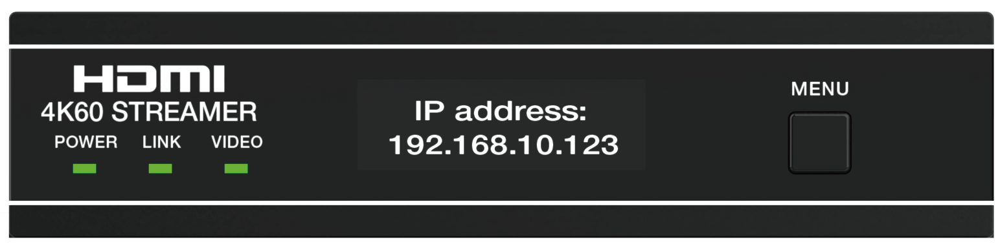 HDMI
4K60 STREAMER
POWER LINK VIDEO
IP address:
192.168.10.123
MENU